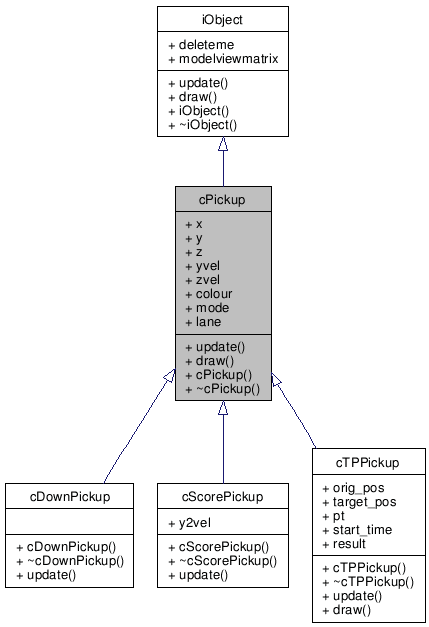 iObject
+ deleteme
+ modelviewmatrix
+ update()
+ draw()
+ iObject()
+ ~iObject()
cPickup
+ x
+ y
+ z
+ yvel
+ zvel
+ colour
+ mode
+ lane
+ update()
+ draw()
+ cPickup()
+ ~cPickup()
cDownPickup
+ cDownPickup()
+ ~cDownPickup()
+ update()
cScorePickup
+ y2vel
+ cScorePickup()
+ ~cScorePickup()
+ update()
cTPPickup
+ orig_pos
+ target_pos
+ pt
+ start_time
+ result
+ cTPPickup()
+ ~cTPPickup()
+ update()
+ draw()